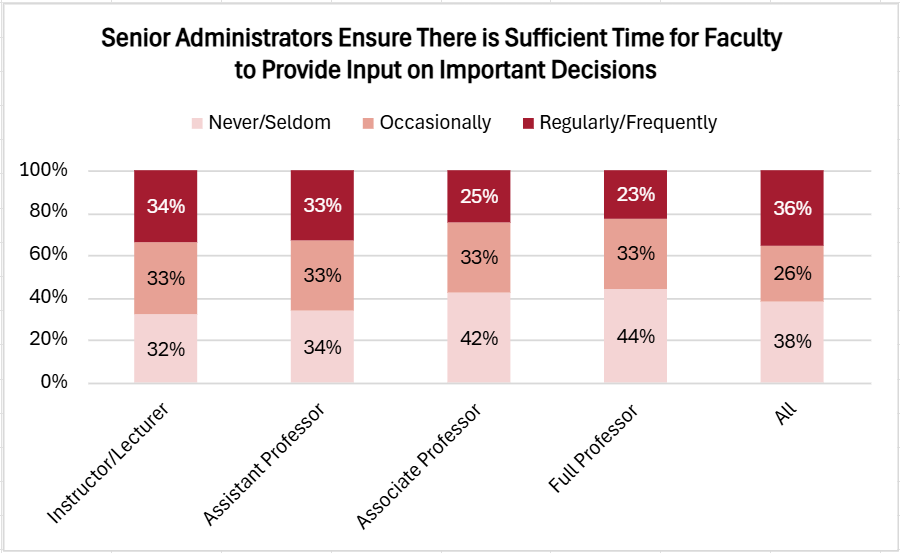 Senior Administrators Ensure There is Sufficient Time for Faculty
to Provide Input on Important Decisions
Never/Seldom Occasionally Regularly/Frequently
100%
80%
60%
40%
20%
0%
34% 33% 25% 23% 36%
33% 33% 33% 33% 26%
32% 34% 42% 44% 38%
Instructor/Lecturer
Assistant Professor
Associate Professor
Full Professor
All